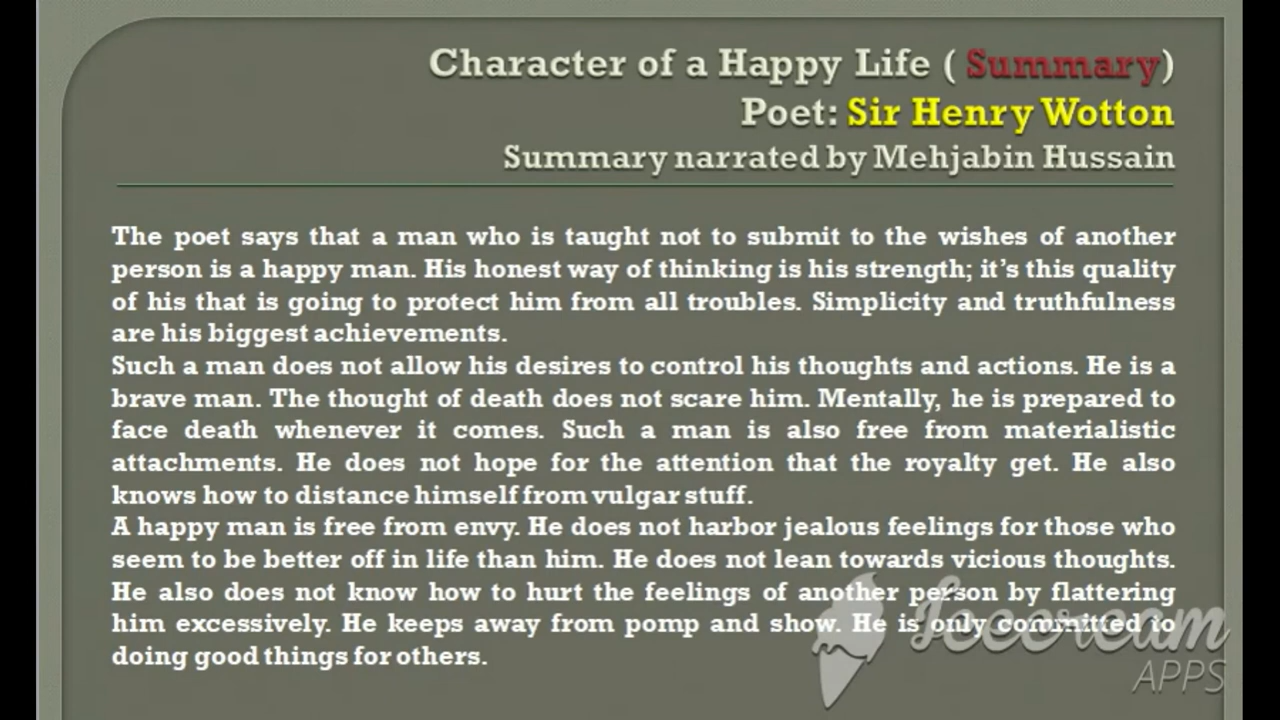 Character of a Happy Life ( Summary)
Poet: Sir Henry Wotton
Summary narrated by Mehjabin Hussain
The poet says that a man who is taught not to submit to the wishes of another
person is a happy man. His honest way of thinking is his strength; it’s this quality
of his that is going to protect him from all troubles. Simplicity and truthfulness
are his biggest achievements.
Such a man does not allow his desires to control his thoughts and actions. He is a
brave man. The thought of death does not scare him. Mentally, he is prepared to
face death whenever it comes. Such a man is also free from materialistic
attachments. He does not hope for the attention that the royalty get. He also
knows how to distance himself from vulgar stuff.
A happy man is free from envy. He does not harbor jealous feelings for those who
seem to be better off in life than him. He does not lean towards vicious thoughts.
He also does not know how to hurt the feelings of another person by flattering
him excessively. He keeps away from pomp and show. He is only committed to
doing good things for others.
Icecream
APPS